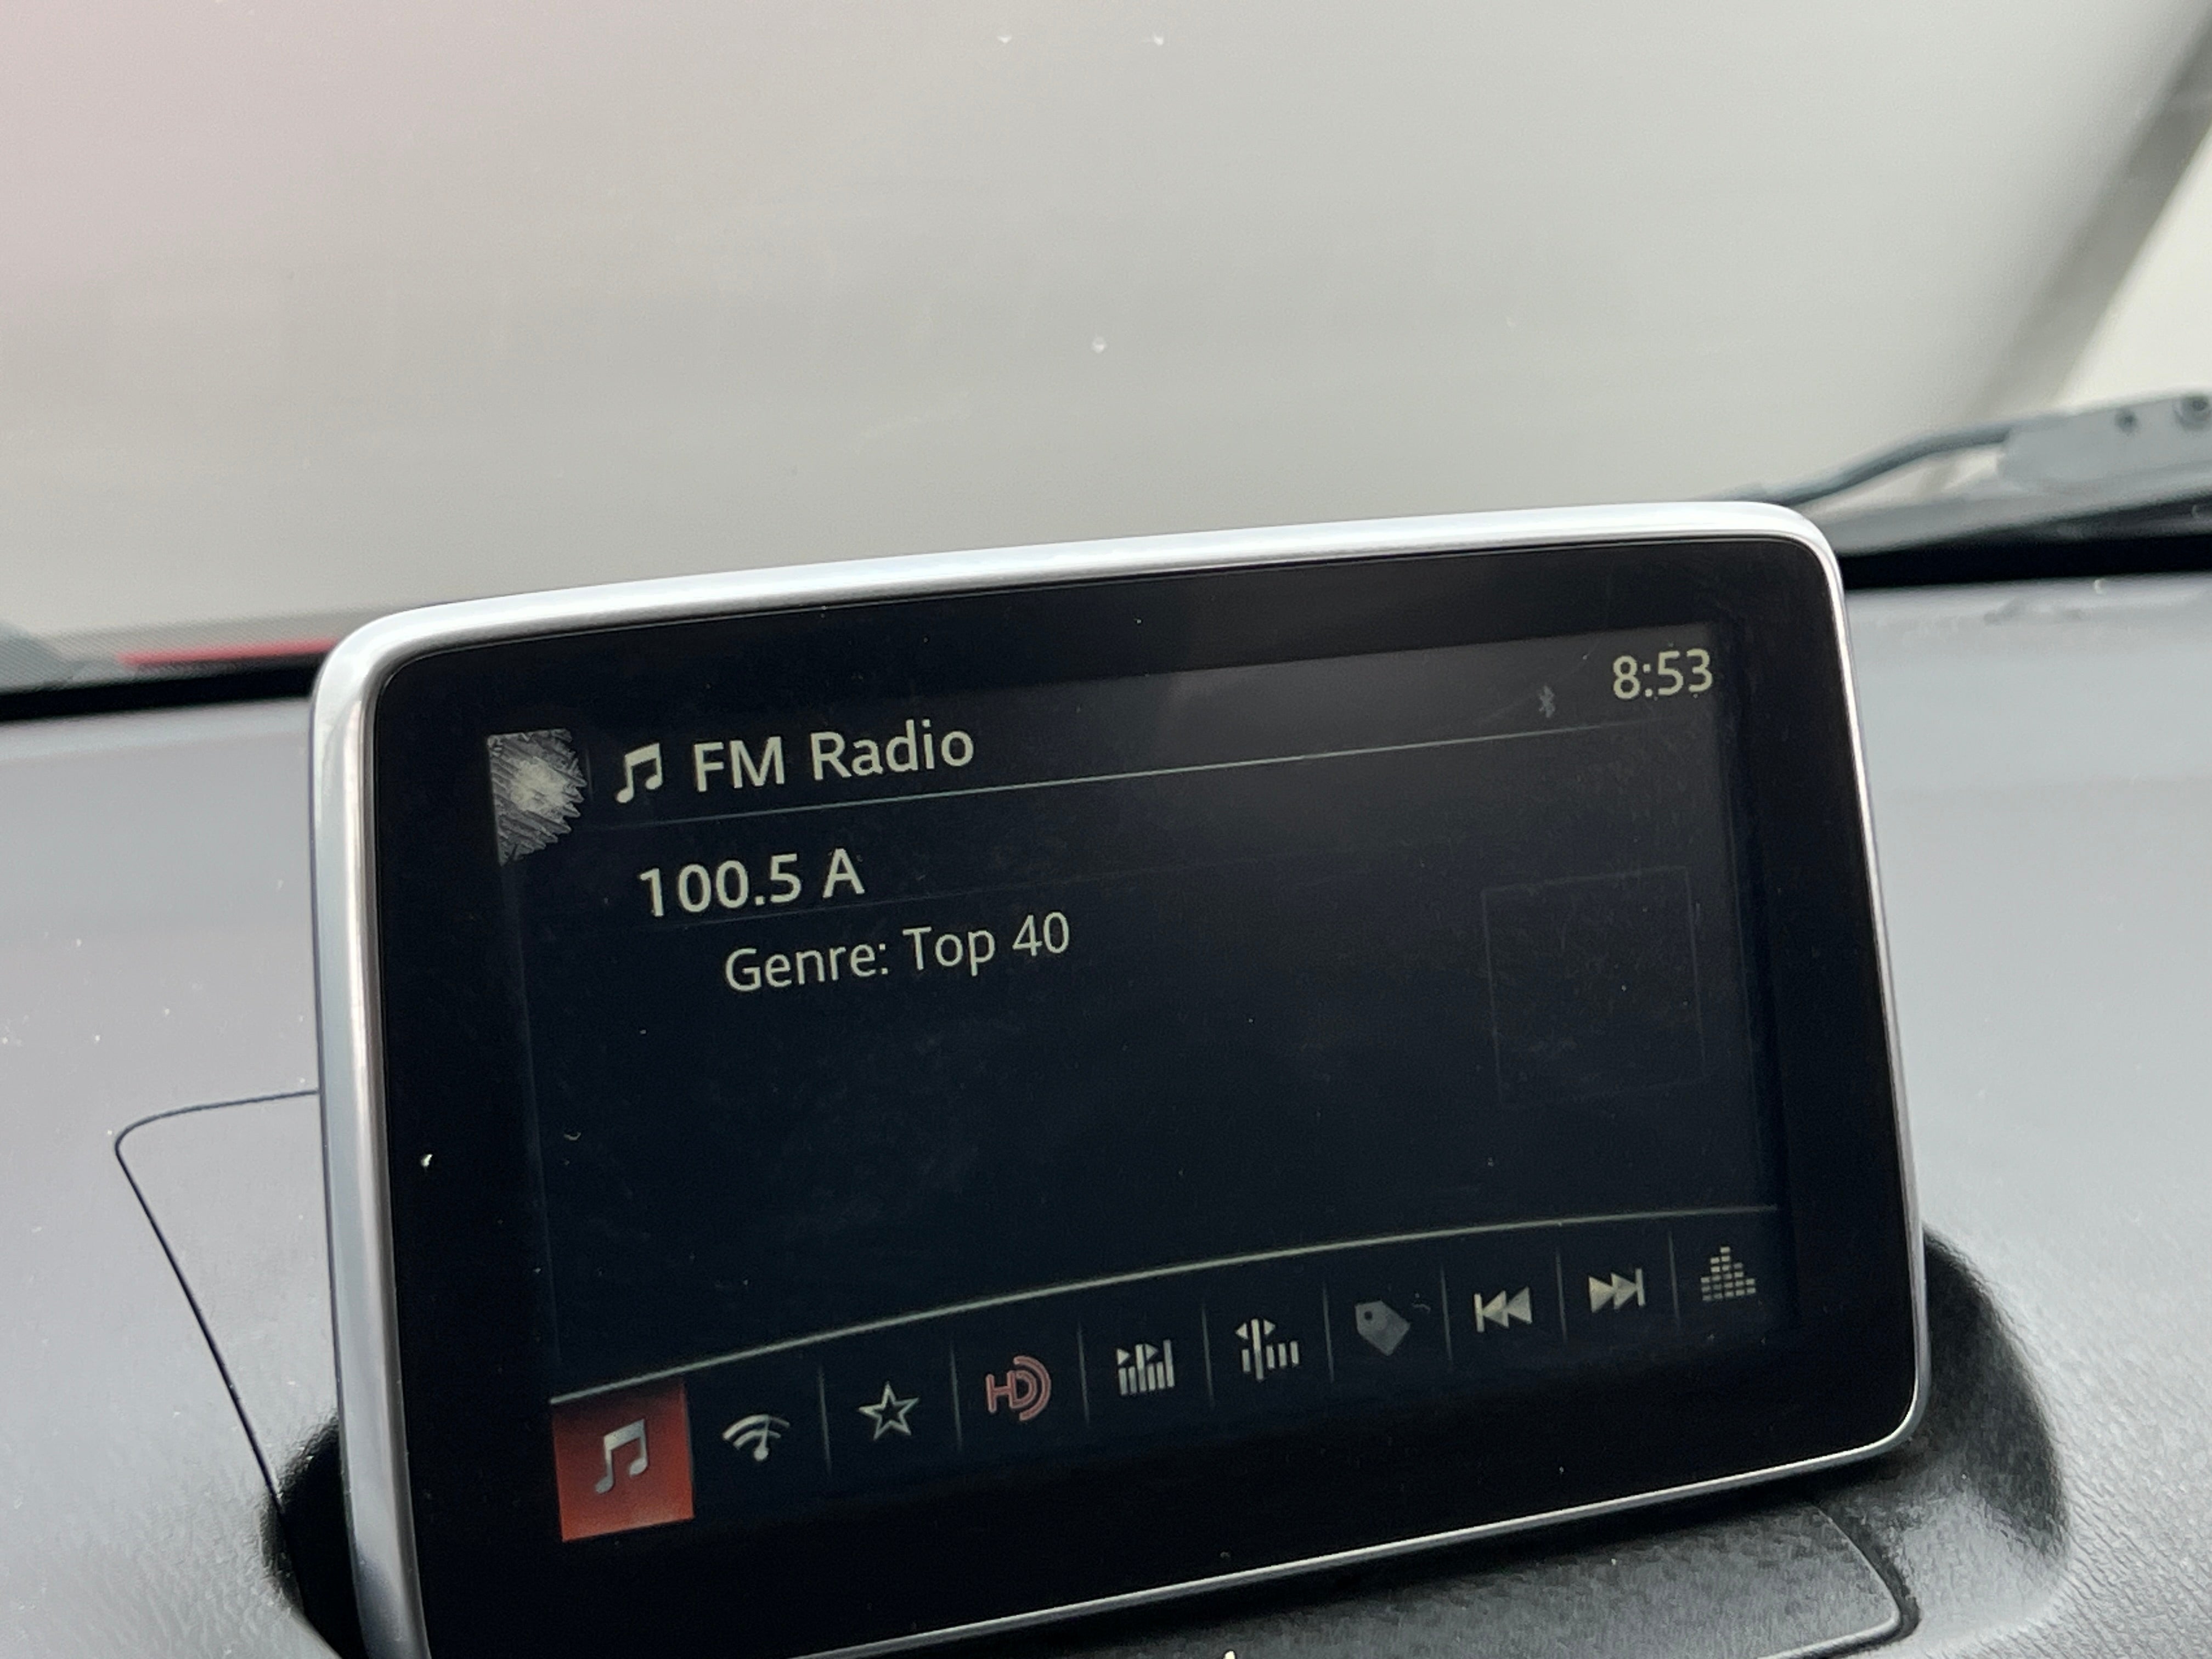 8:53
FM Radio
100.5 A
Genre: Top 40
HD